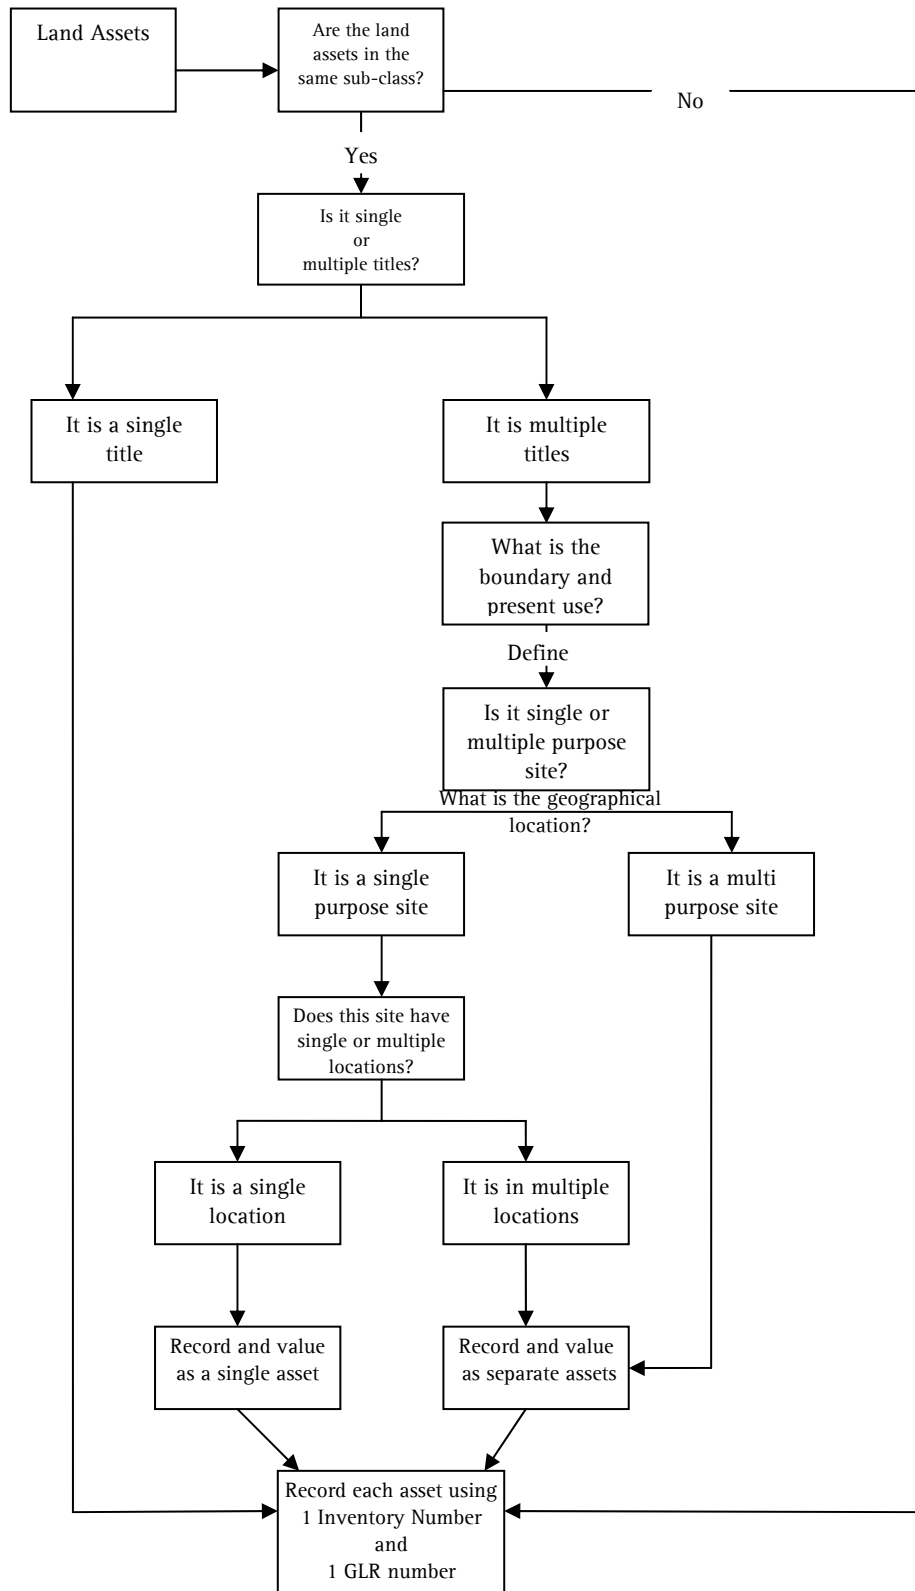 Land Assets
Are the land
assets in the
same sub-class?
No
Yes
Is it single
or
multiple titles?
It is a single
title
It is multiple
titles
What is the
boundary and
present use?
Define
Is it single or
multiple purpose
site?
What is the geographical
location?
It is a single
purpose site
It is a multi
purpose site
Does this site have
single or multiple
locations?
It is a single
location
It is in multiple
locations
Record and value
as a single asset
Record and value
as separate assets
Record each asset using
1 Inventory Number
and
1 GLR number